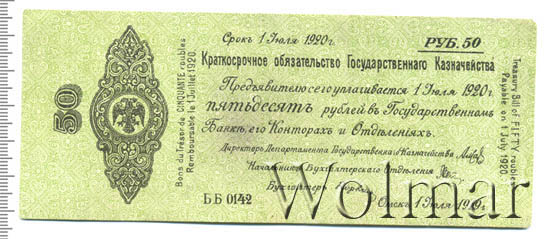 Срокъ 1 Июля 1920г.
РУБ. 50
Краткосрочное обязательство Государственнаго Казначейства
Предъявителю сего уплачивается 1 Июля 1920г.
пятьдесятъ рублей въ Государственномъ
Банкѣ, его Конторахъ и Отдѣленіяхъ.
Директоръ Департамента Государственнаго Казначейства
Начальникъ Бухгалтерскаго Отдѣленія
Бухгалтеръ
ББ 0142
Омскъ 1 Июля 1919г.
50
Bons du Trésor de CINQUANTE roubles
Remboursable le 1 Juillet 1920.
Treasury Bill of FIFTY roubles
Payable on 1 July 1920
Wolmar